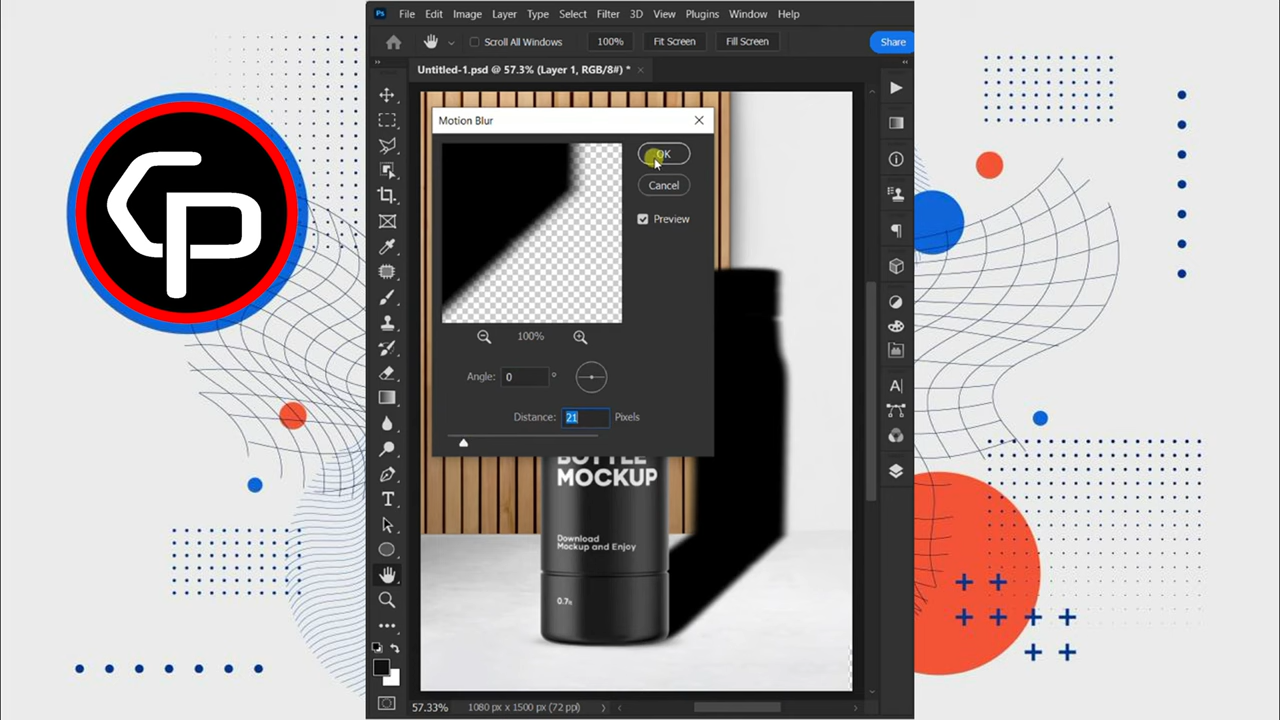 Ps File Edit Image Layer Type Select Filter 3D View Plugins Window Help
Scroll All Windows 100% Fit Screen Fill Screen Share
Untitled-1.psd @ 57.3% (Layer 1, RGB/8#) * ×
CP
Motion Blur
OK
Cancel
Preview
100%
Angle: 0 °
Distance: 21 Pixels
BOTTLE
MOCKUP
Download
Mockup and Enjoy
57.33% 1080 px x 1500 px (72 ppi)